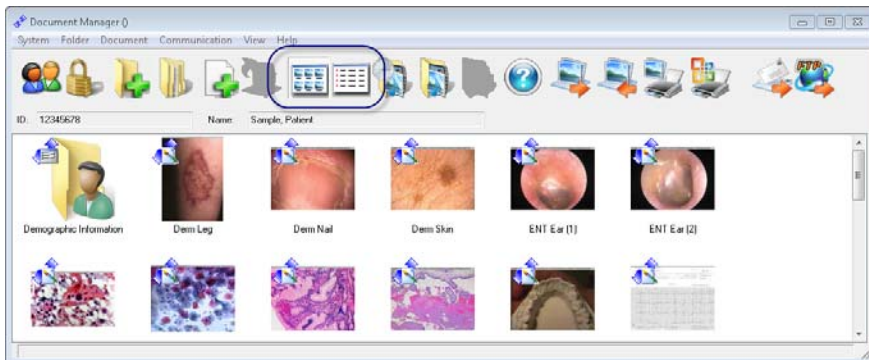 Document Manager ()
System Folder Document Communication View Help
FTP
ID: 12345678 Name: Sample, Patient
Demographic Information Derm Leg Derm Nail Derm Skin ENT Ear (1) ENT Ear (2)